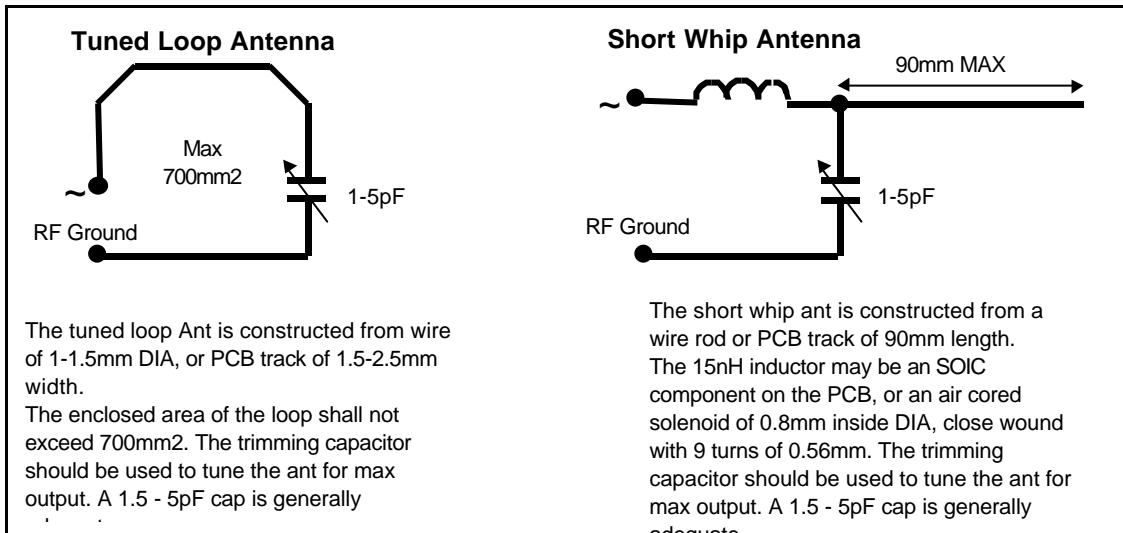 Tuned Loop Antenna
Max
700mm2
~
1-5pF
RF Ground
The tuned loop Ant is constructed from wire
of 1-1.5mm DIA, or PCB track of 1.5-2.5mm
width.
The enclosed area of the loop shall not
exceed 700mm2. The trimming capacitor
should be used to tune the ant for max
output. A 1.5 - 5pF cap is generally
Short Whip Antenna
90mm MAX
~
1-5pF
RF Ground
The short whip ant is constructed from a
wire rod or PCB track of 90mm length.
The 15nH inductor may be an SOIC
component on the PCB, or an air cored
solenoid of 0.8mm inside DIA, close wound
with 9 turns of 0.56mm. The trimming
capacitor should be used to tune the ant for
max output. A 1.5 - 5pF cap is generally
adequate